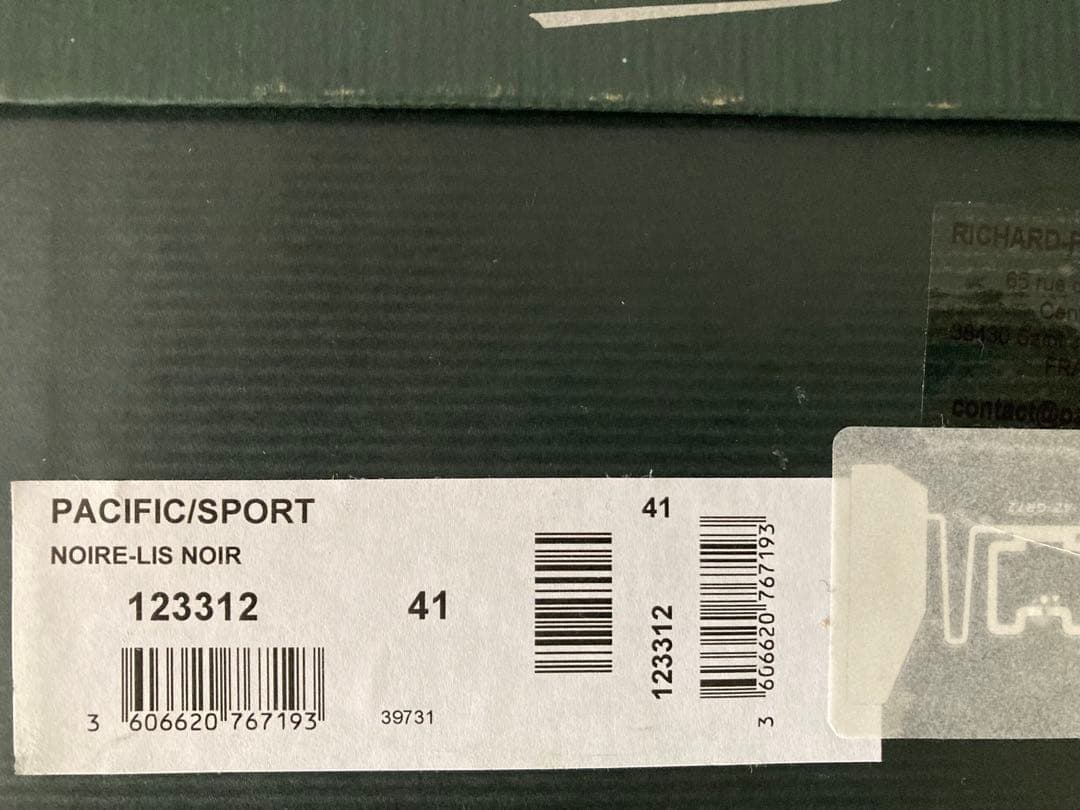 RICHARD-
65 rue
38430 Saint
FRA
contact@pa
PACIFIC/SPORT
NOIRE-LIS NOIR
123312
41
3 606620 767193
39731
41
123312
3 606620 767193